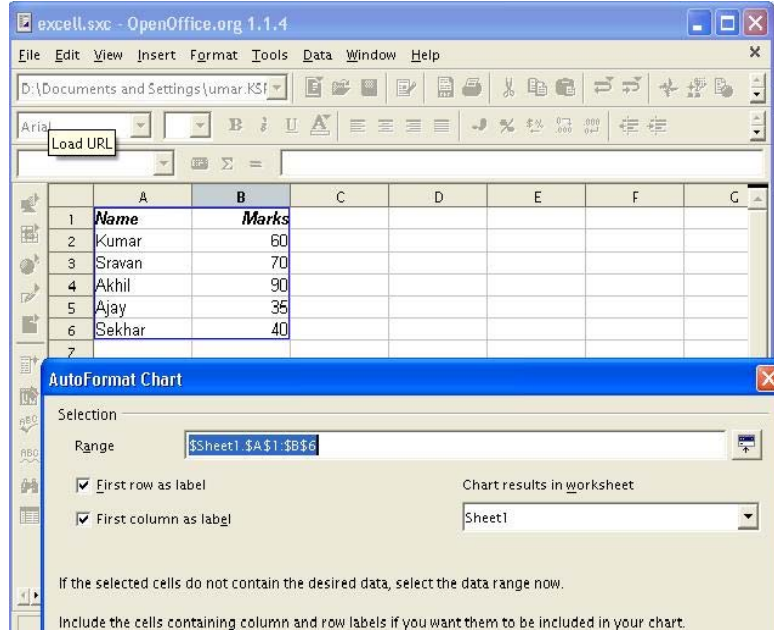 excell.sxc - OpenOffice.org 1.1.4
File Edit View Insert Format Tools Data Window Help
D:\Documents and Settings\umar.KSF
Arial
Load URL
A B C D E F G
1 Name Marks
2 Kumar 60
3 Sravan 70
4 Akhil 90
5 Ajay 35
6 Sekhar 40
7
AutoFormat Chart
Selection
Range $Sheet1.$A$1:$B$6
First row as label
Chart results in worksheet
First column as label
Sheet1
If the selected cells do not contain the desired data, select the data range now.
Include the cells containing column and row labels if you want them to be included in your chart.